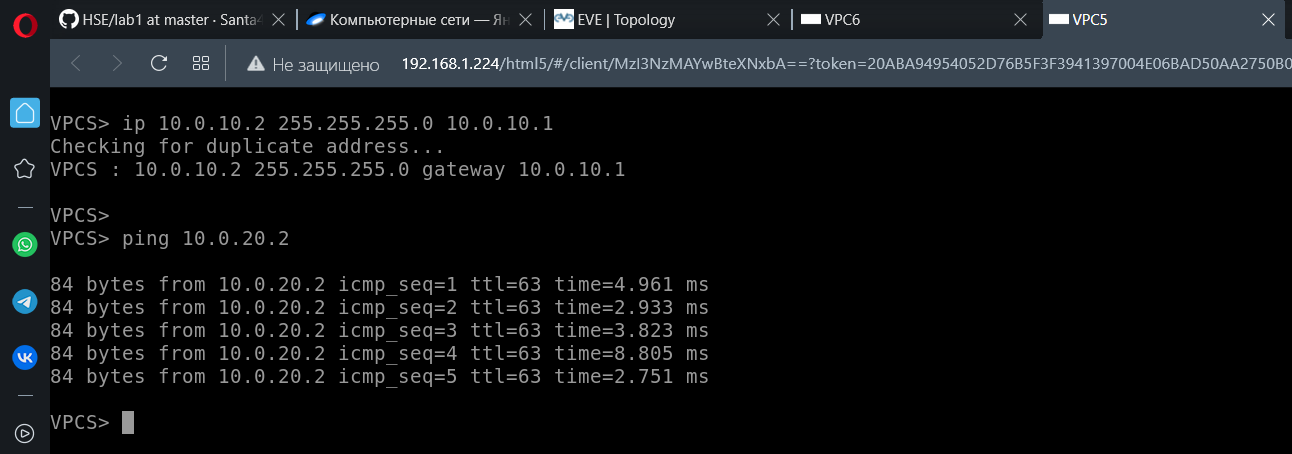 HSE/lab1 at master · Santa
Компьютерные сети — Ян
EVE | Topology
VPC6
VPC5
Не защищено
192.168.1.224/html5/#/client/MzI3NzMAYwBteXNxbA==?token=20ABA94954052D76B5F3F3941397004E06BAD50AA2750B0
VPCS> ip 10.0.10.2 255.255.255.0 10.0.10.1
Checking for duplicate address...
VPCS : 10.0.10.2 255.255.255.0 gateway 10.0.10.1
VPCS>
VPCS> ping 10.0.20.2
84 bytes from 10.0.20.2 icmp_seq=1 ttl=63 time=4.961 ms
84 bytes from 10.0.20.2 icmp_seq=2 ttl=63 time=2.933 ms
84 bytes from 10.0.20.2 icmp_seq=3 ttl=63 time=3.823 ms
84 bytes from 10.0.20.2 icmp_seq=4 ttl=63 time=8.805 ms
84 bytes from 10.0.20.2 icmp_seq=5 ttl=63 time=2.751 ms
VPCS>